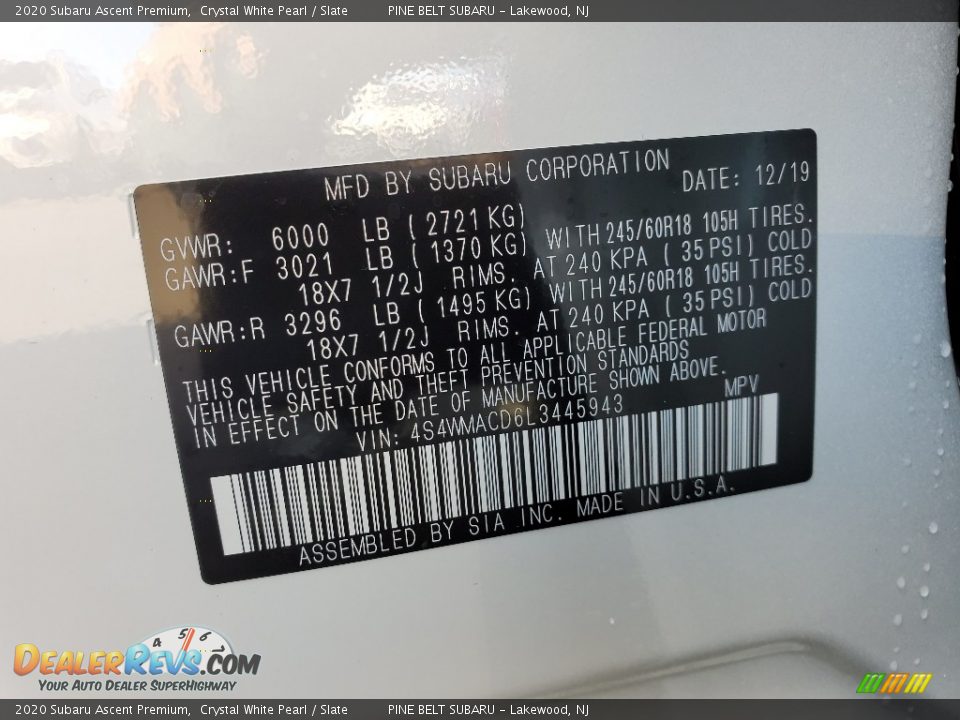 2020 Subaru Ascent Premium, Crystal White Pearl / Slate PINE BELT SUBARU - Lakewood, NJ
MFD BY SUBARU CORPORATION DATE: 12/19
GVWR: 6000 LB ( 2721 KG)
GAWR:F 3021 LB ( 1370 KG) WITH 245/60R18 105H TIRES.
18X7 1/2J RIMS. AT 240 KPA ( 35 PSI) COLD
GAWR:R 3296 LB ( 1495 KG) WITH 245/60R18 105H TIRES.
18X7 1/2J RIMS. AT 240 KPA ( 35 PSI) COLD
THIS VEHICLE CONFORMS TO ALL APPLICABLE FEDERAL MOTOR
VEHICLE SAFETY AND THEFT PREVENTION STANDARDS
IN EFFECT ON THE DATE OF MANUFACTURE SHOWN ABOVE.
VIN: 4S4WMACD6L3445943 MPV
ASSEMBLED BY SIA INC. MADE IN U.S.A.
4 5 6 7
DEALERREVS.COM
YOUR AUTO DEALER SUPERHIGHWAY
2020 Subaru Ascent Premium, Crystal White Pearl / Slate PINE BELT SUBARU - Lakewood, NJ